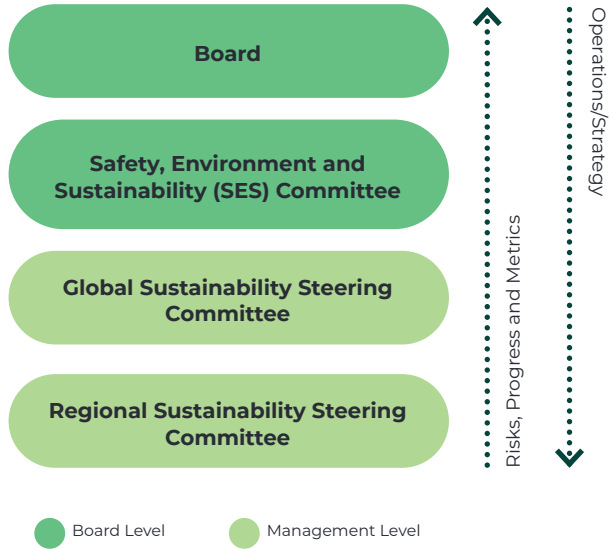 Board
Safety, Environment and
Sustainability (SES) Committee
Global Sustainability Steering
Committee
Regional Sustainability Steering
Committee
Risks, Progress and Metrics
Operations/Strategy
Board Level
Management Level